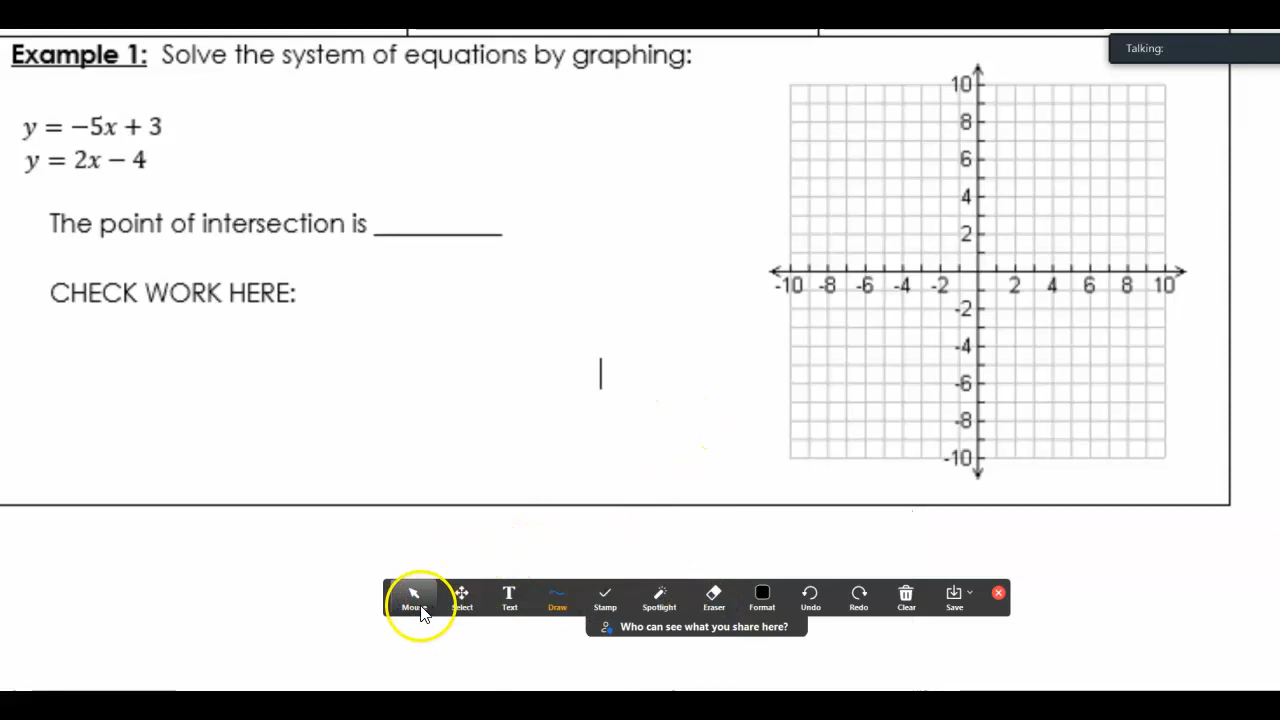 Example 1: Solve the system of equations by graphing:
Talking:
y = −5x + 3
y = 2x − 4
The point of intersection is __________
CHECK WORK HERE:
10
8
6
4
2
-10 -8 -6 -4 -2 2 4 6 8 10
-2
-4
-6
-8
-10
Mouse Select Text Draw Stamp Spotlight Eraser Format Undo Redo Clear Save
Who can see what you share here?